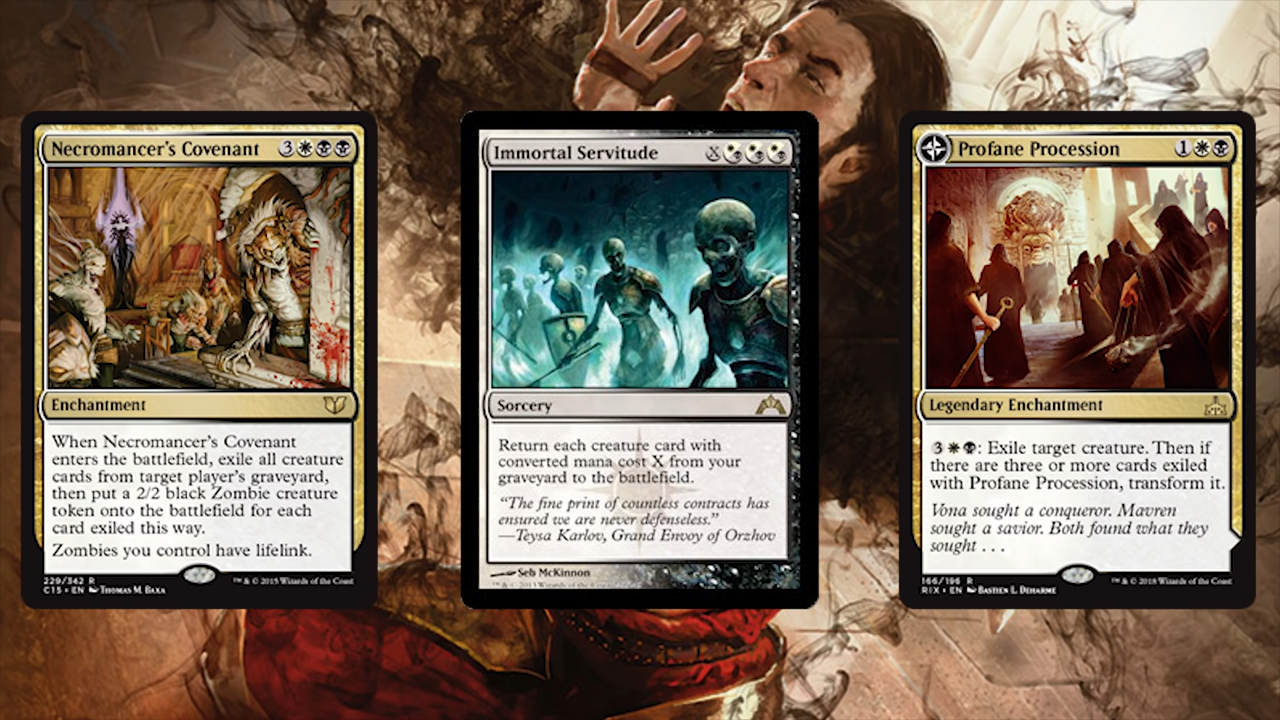 Necromancer's Covenant 3
Enchantment
When Necromancer's Covenant
enters the battlefield, exile all creature
cards from target player's graveyard,
then put a 2/2 black Zombie creature
token onto the battlefield for each
card exiled this way.
Zombies you control have lifelink.
229/342 R
C15 • EN Thomas M. Baxa
™ & © 2015 Wizards of the Coast
Immortal Servitude X
Sorcery
Return each creature card with
converted mana cost X from your
graveyard to the battlefield.
"The fine print of countless contracts has
ensured we are never defenseless."
—Teysa Karlov, Grand Envoy of Orzhov
Seb McKinnon
Profane Procession 1
Legendary Enchantment
3: Exile target creature. Then if
there are three or more cards exiled
with Profane Procession, transform it.
Vona sought a conqueror. Mavren
sought a savior. Both found what they
sought . . .
166/196 R
RIX • EN Bastien L. Deharme
™ & © 2018 Wizards of the Coast